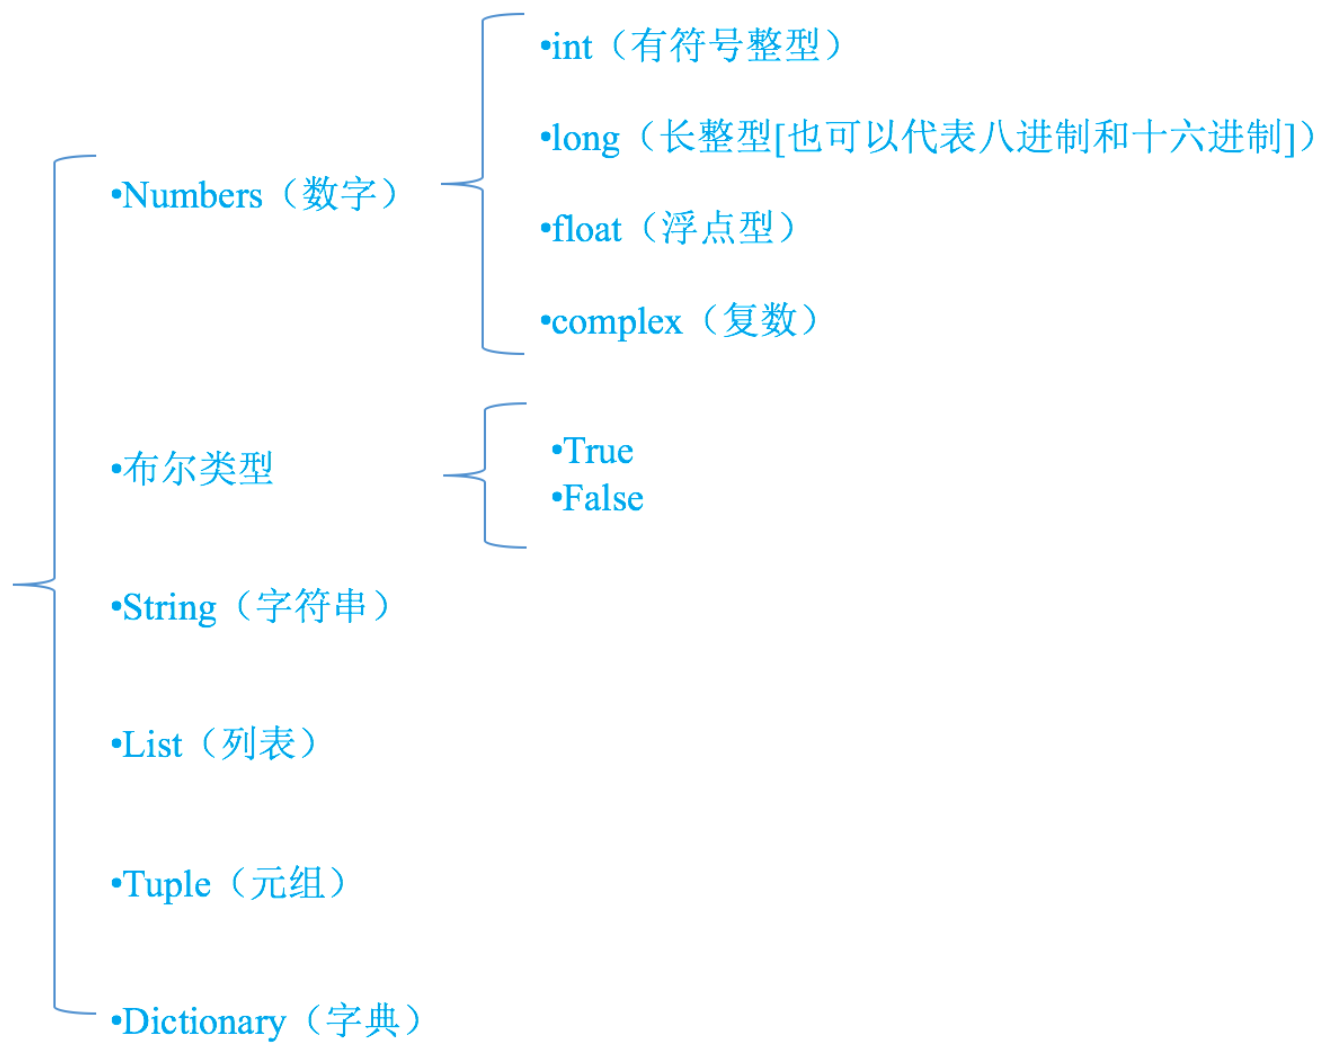 •Numbers（数字）
•int（有符号整型）
•long（长整型[也可以代表八进制和十六进制]）
•float（浮点型）
•complex（复数）
•布尔类型
•True
•False
•String（字符串）
•List（列表）
•Tuple（元组）
•Dictionary（字典）